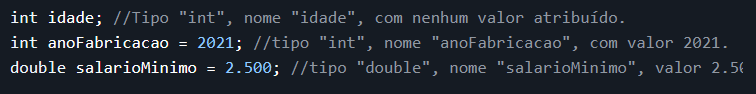 int idade; //Tipo "int", nome "idade", com nenhum valor atribuído.
int anoFabricacao = 2021; //tipo "int", nome "anoFabricacao", com valor 2021.
double salarioMinimo = 2.500; //tipo "double", nome "salarioMinimo", valor 2.50